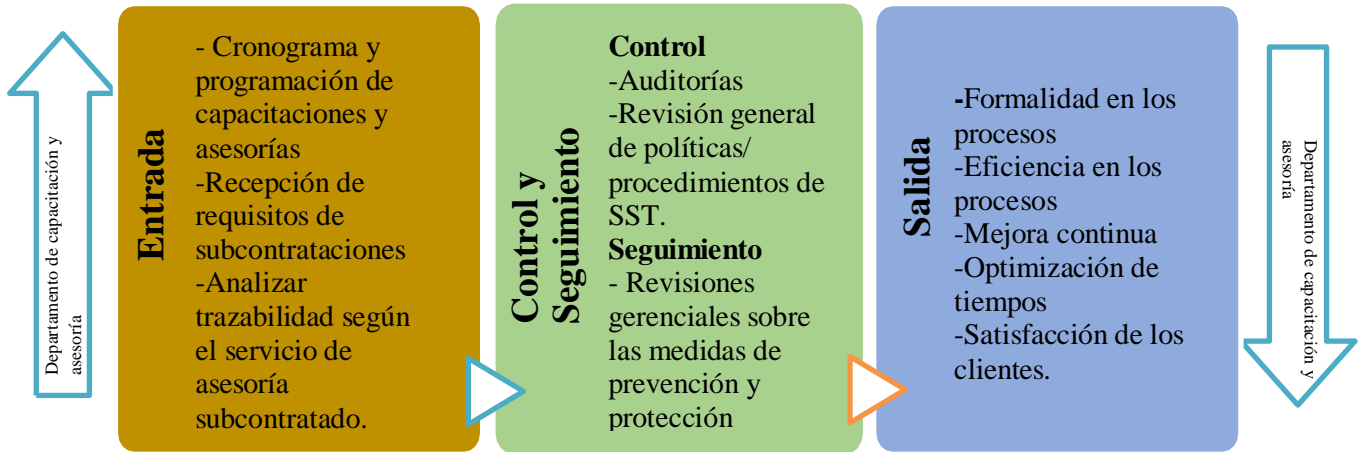 Departamento de capacitación y
asesoría
Entrada
- Cronograma y
programación de
capacitaciones y
asesorías
-Recepción de
requisitos de
subcontrataciones
-Analizar
trazabilidad según
el servicio de
asesoría
subcontratado.
Control y
Seguimiento
Control
-Auditorías
-Revisión general
de políticas/
procedimientos de
SST.
Seguimiento
- Revisiones
gerenciales sobre
las medidas de
prevención y
protección
Salida
-Formalidad en los
procesos
-Eficiencia en los
procesos
-Mejora continua
-Optimización de
tiempos
-Satisfacción de los
clientes.
Departamento de capacitación y
asesoría